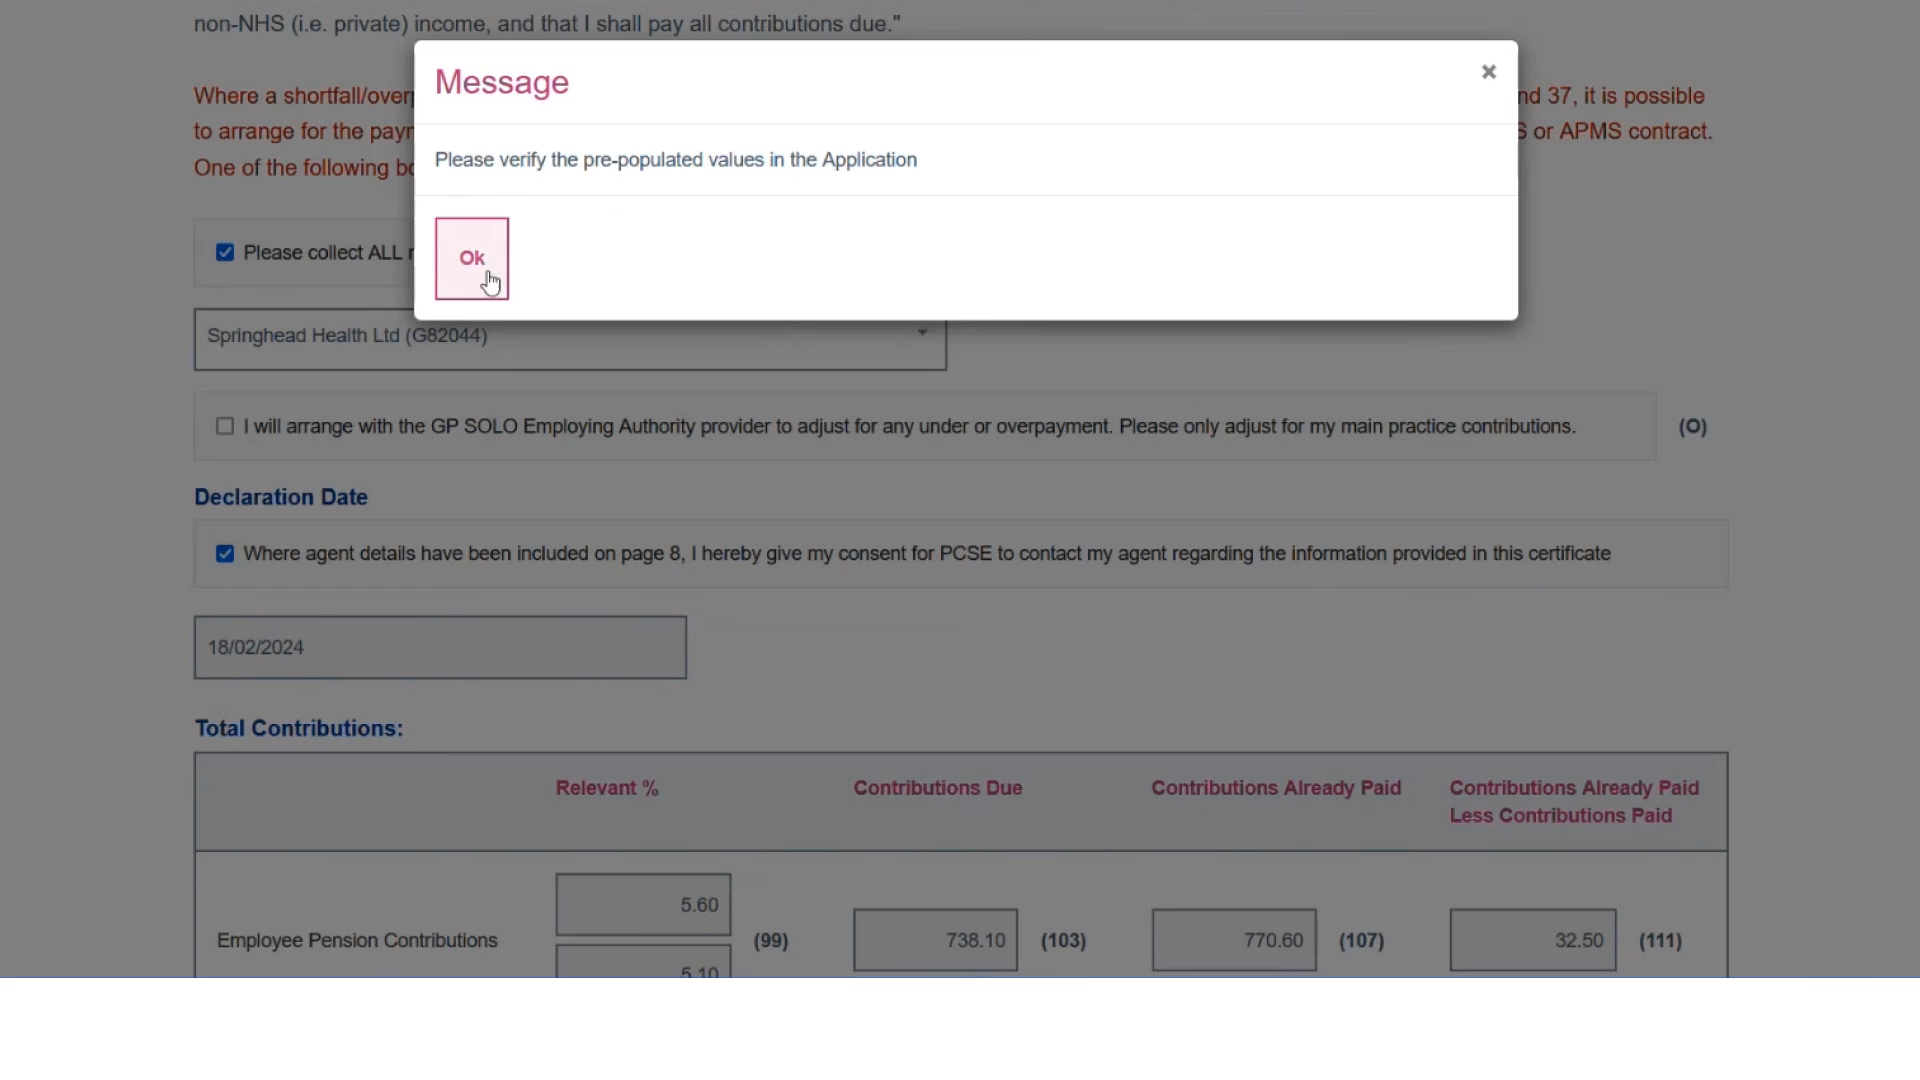 non-NHS (i.e. private) income, and that I shall pay all contributions due."
Message
×
Where a shortfall/over
nd 37, it is possible
to arrange for the
or APMS contract.
Please verify the pre-populated values in the Application
One of the following
Ok
Please collect ALL
Springhead Health Ltd (G82044)
I will arrange with the GP SOLO Employing Authority provider to adjust for any under or overpayment. Please only adjust for my main practice contributions.
(O)
Declaration Date
Where agent details have been included on page 8, I hereby give my consent for PCSE to contact my agent regarding the information provided in this certificate
18/02/2024
Total Contributions:
Relevant %
Contributions Due
Contributions Already Paid
Contributions Already Paid
Less Contributions Paid
5.60
Employee Pension Contributions
(99)
738.10
(103)
770.60
(107)
32.50
(111)
5.10